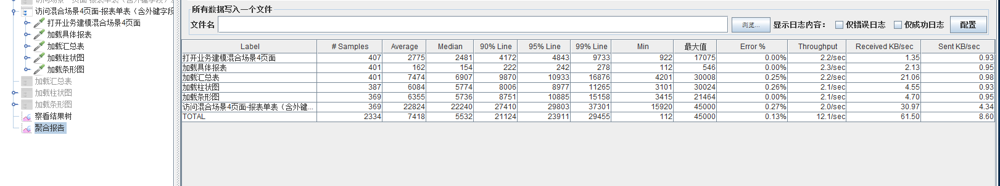 访问混合场景4页面-报表单表（含外键字段
打开业务建模混合场景4页面
加载具体报表
加载汇总表
加载柱状图
加载条形图
加载汇总表
加载柱状图
加载条形图
察看结果树
聚合报告
所有数据写入一个文件
文件名 浏览... 显示日志内容： 仅错误日志 仅成功日志 配置
Label # Samples Average Median 90% Line 95% Line 99% Line Min 最大值 Error % Throughput Received KB/sec Sent KB/sec
打开业务建模混合场景4页面 407 2775 2481 4172 4843 9733 922 17075 0.00% 2.2/sec 1.35 0.93
加载具体报表 401 162 154 222 242 278 112 546 0.00% 2.3/sec 2.13 0.95
加载汇总表 401 7474 6907 9870 10933 16876 4201 30008 0.25% 2.2/sec 21.06 0.98
加载柱状图 387 6084 5774 8006 8977 11265 3101 30024 0.26% 2.1/sec 4.55 0.93
加载条形图 369 6355 5736 8751 10885 15158 3415 21464 0.00% 2.1/sec 4.70 0.95
访问混合场景4页面-报表单表（含外键... 369 22824 22240 27410 29803 37301 15920 45000 0.27% 2.0/sec 30.97 4.34
TOTAL 2334 7418 5532 21124 23911 29455 112 45000 0.13% 12.1/sec 61.50 8.60